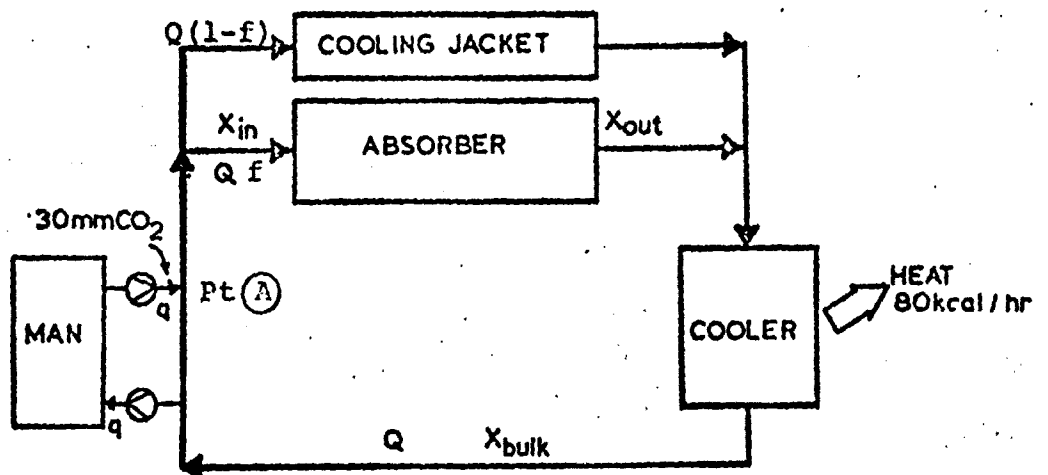 Q(1-f)
COOLING JACKET
Xin
Q f
ABSORBER
Xout
30mmCO2
MAN
q
q
Pt A
COOLER
HEAT
80kcal/hr
Q Xbulk